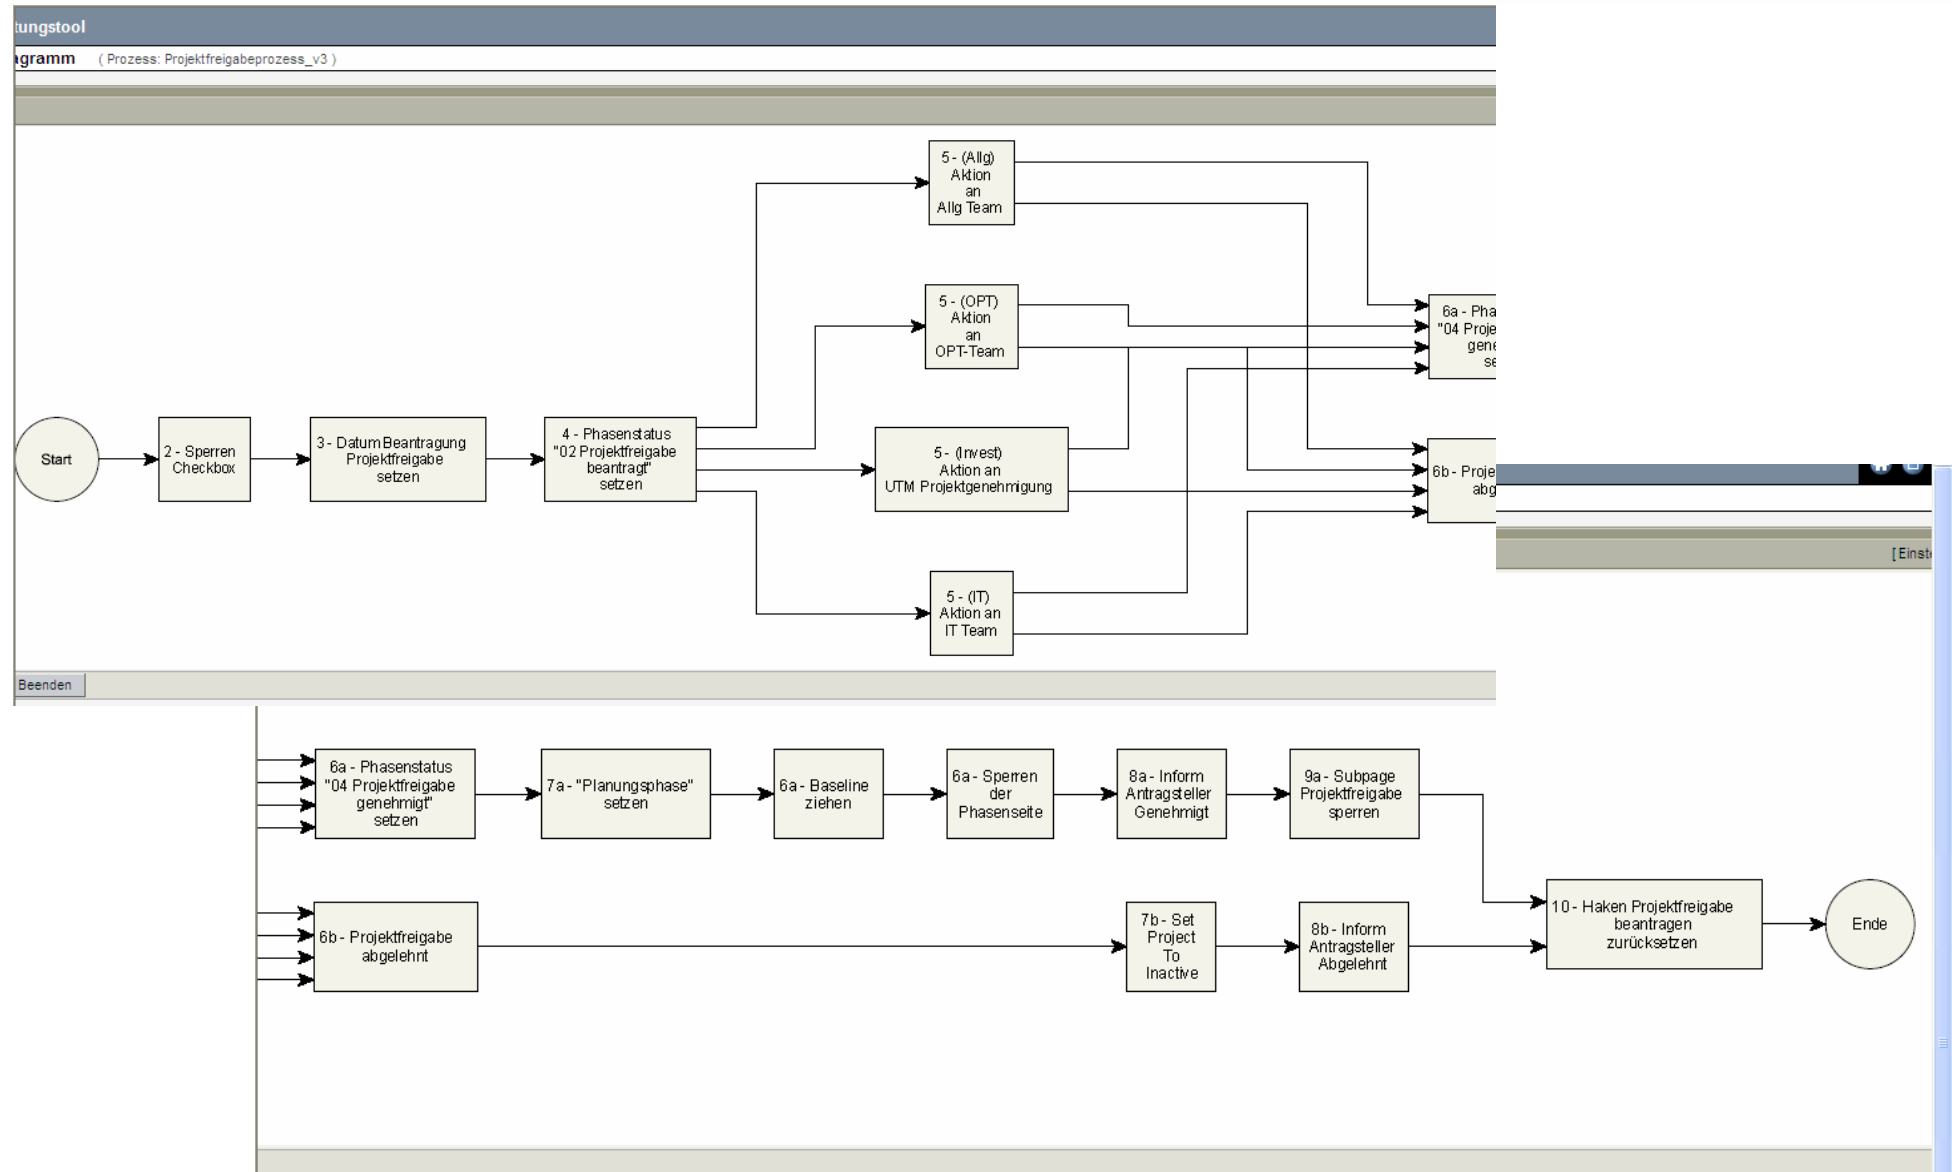 tungstool
agramm ( Prozess: Projektfreigabeprozess_v3 )
5 - (Allg)
Aktion
an
Allg Team
5 - (OPT)
Aktion
an
OPT-Team
6a - Pha
"04 Proje
gene
se
Start
2 - Sperren
Checkbox
3 - Datum Beantragung
Projektfreigabe
setzen
4 - Phasenstatus
"02 Projektfreigabe
beantragt"
setzen
5 - (Invest)
Aktion an
UTM Projektgenehmigung
6b - Proje
abg
5 - (IT)
Aktion an
IT Team
[ Einst
Beenden
6a - Phasenstatus
"04 Projektfreigabe
genehmigt"
setzen
7a - "Planungsphase"
setzen
6a - Baseline
ziehen
6a - Sperren
der
Phasenseite
8a - Inform
Antragsteller
Genehmigt
9a - Subpage
Projektfreigabe
sperren
6b - Projektfreigabe
abgelehnt
7b - Set
Project
To
Inactive
8b - Inform
Antragsteller
Abgelehnt
10 - Haken Projektfreigabe
beantragen
zurücksetzen
Ende